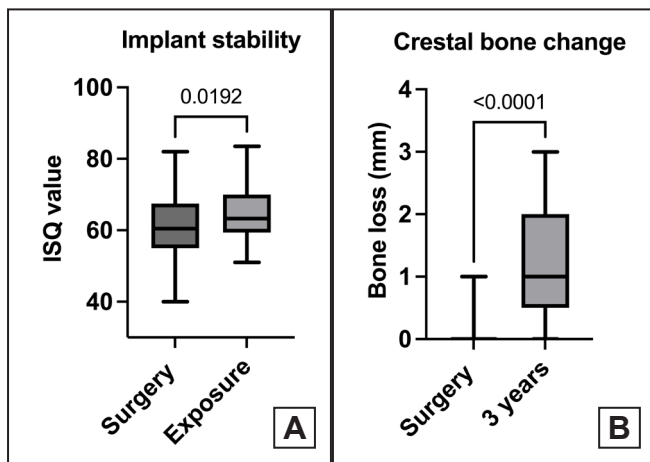 Implant stability
0.0192
ISQ value
100
80
60
40
Surgery
Exposure
A
Crestal bone change
<0.0001
Bone loss (mm)
4
3
2
1
0
Surgery
3 years
B